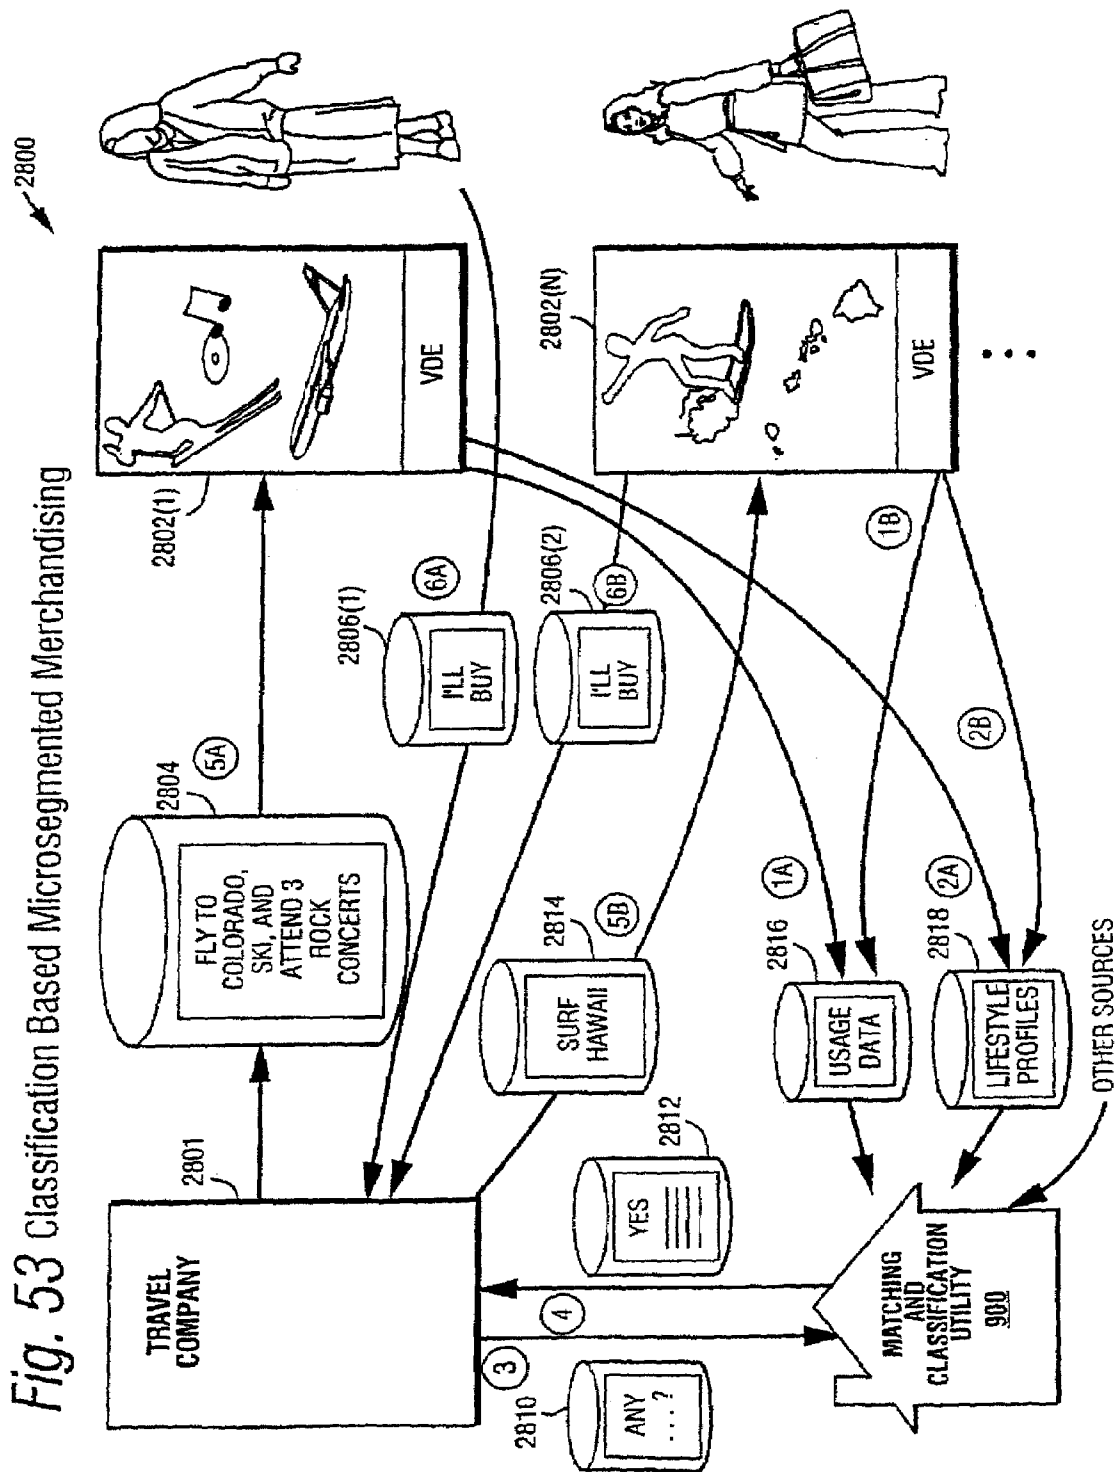 Fig. 53 Classification Based Microsegmented Merchandising
2800
TRAVEL
COMPANY
2801
2804
5A
FLY TO
COLORADO,
SKI, AND
ATTEND 3
ROCK
CONCERTS
2802(1)
VDE
2806(1)
6A
I'LL
BUY
2806(2)
6B
I'LL
BUY
2802(N)
VDE
2814
5B
SURF
HAWAII
3
4
2810
ANY
....?
2812
YES
1A
1B
2816
USAGE
DATA
2A
2B
2818
LIFESTYLE
PROFILES
MATCHING
AND
CLASSIFICATION
UTILITY
900
OTHER SOURCES